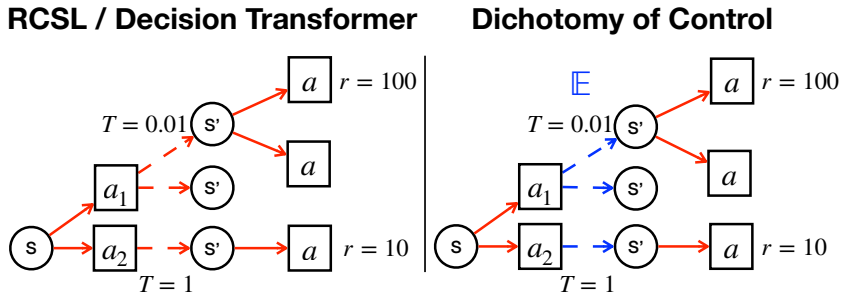 RCSL / Decision Transformer
a r = 100
T = 0.01 s'
a
a₁ s'
s a₂ s' a r = 10
T = 1
Dichotomy of Control
𝔼 a r = 100
T = 0.01 s'
a
a₁ s'
s a₂ s' a r = 10
T = 1